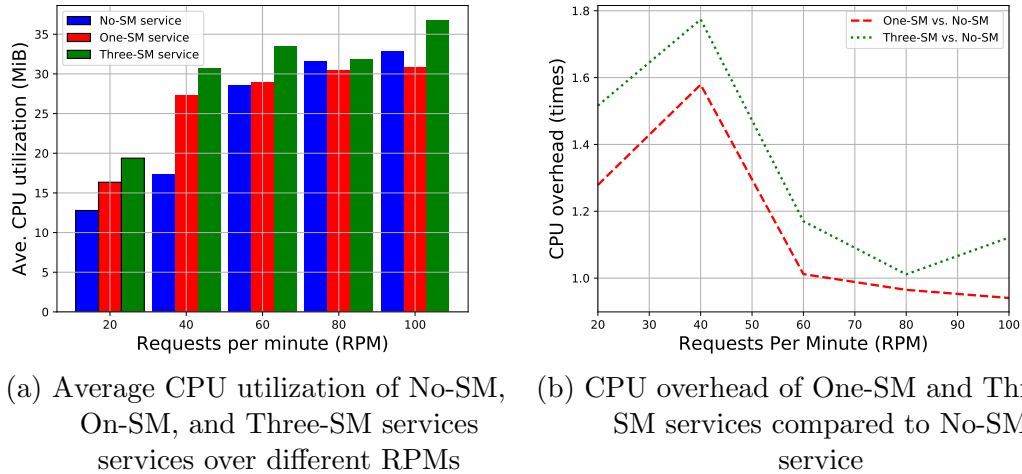 Ave. CPU utilization (MiB)
35
30
25
20
15
10
5
0
No-SM service
One-SM service
Three-SM service
20 40 60 80 100
Requests per minute (RPM)
(a) Average CPU utilization of No-SM,
On-SM, and Three-SM services
services over different RPMs
CPU overhead (times)
1.8
1.6
1.4
1.2
1.0
One-SM vs. No-SM
Three-SM vs. No-SM
20 30 40 50 60 70 80 90 100
Requests Per Minute (RPM)
(b) CPU overhead of One-SM and
SM services compared to No-SM
service